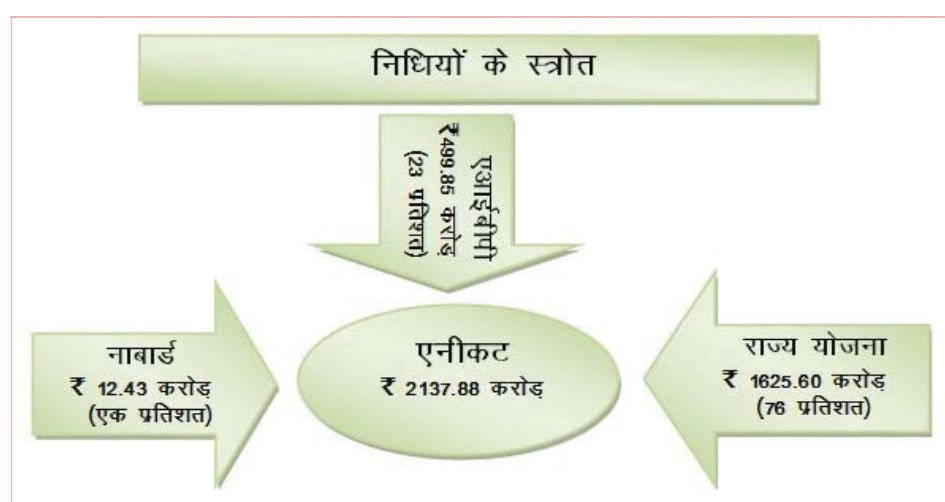 निधियों के स्त्रोत
एआईबीपी
₹499.85 करोड़
(23 प्रतिशत)
नाबार्ड
₹ 12.43 करोड़
(एक प्रतिशत)
एनीकट
₹ 2137.88 करोड़
राज्य योजना
₹ 1625.60 करोड़
(76 प्रतिशत)